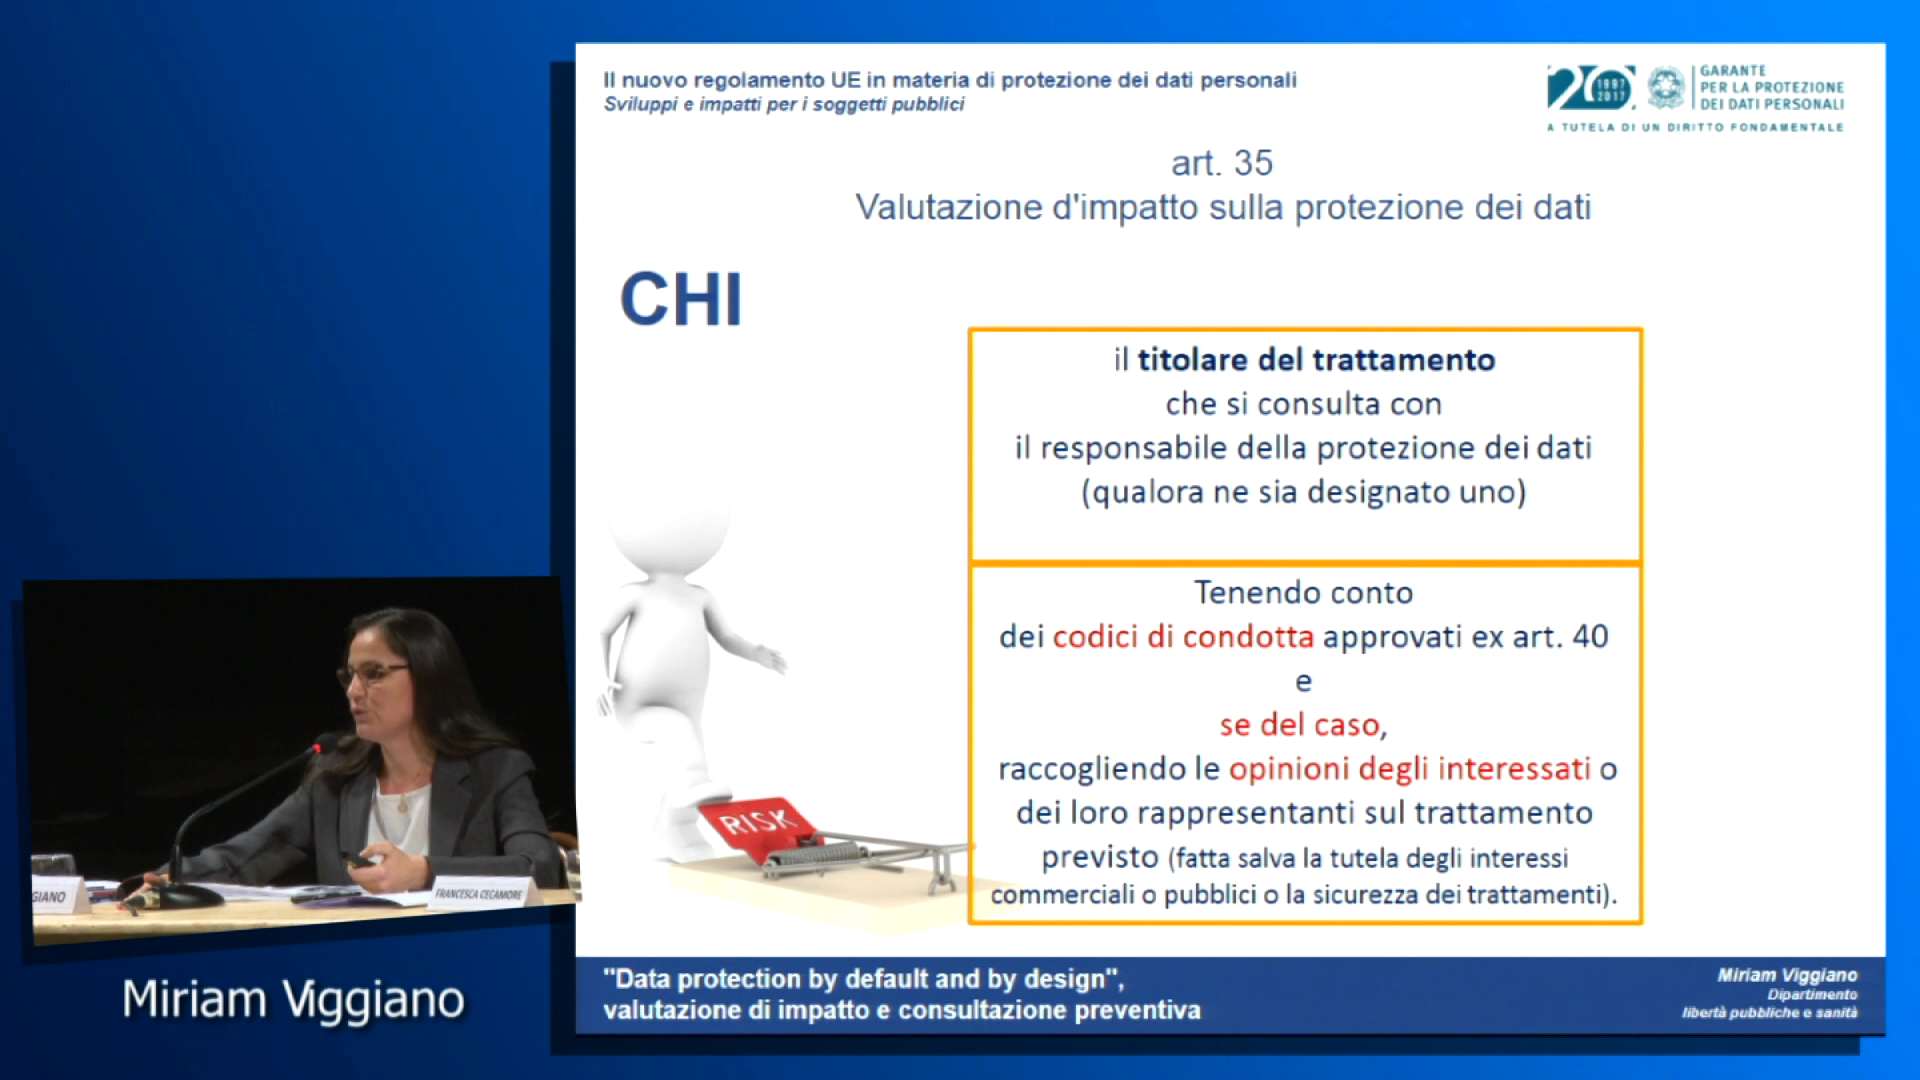 Il nuovo regolamento UE in materia di protezione dei dati personali
Sviluppi e impatti per i soggetti pubblici
20
1997
2017
GARANTE
PER LA PROTEZIONE
DEI DATI PERSONALI
A TUTELA DI UN DIRITTO FONDAMENTALE
art. 35
Valutazione d'impatto sulla protezione dei dati
CHI
il titolare del trattamento
che si consulta con
il responsabile della protezione dei dati
(qualora ne sia designato uno)
Tenendo conto
dei codici di condotta approvati ex art. 40
e
se del caso,
raccogliendo le opinioni degli interessati o
dei loro rappresentanti sul trattamento
previsto (fatta salva la tutela degli interessi
commerciali o pubblici o la sicurezza dei trattamenti).
RISK
GIANO
FRANCESCA CECAMORE
Miriam Viggiano
"Data protection by default and by design",
valutazione di impatto e consultazione preventiva
Miriam Viggiano
Dipartimento
libertà pubbliche e sanità